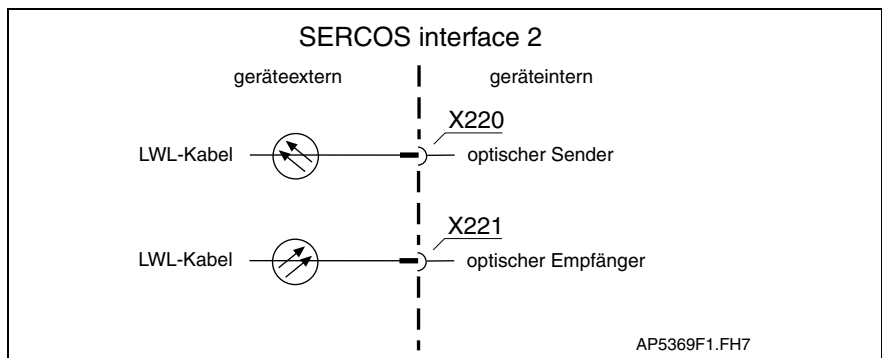 SERCOS interface 2
geräteextern geräteintern
X220
LWL-Kabel optischer Sender
X221
LWL-Kabel optischer Empfänger
AP5369F1.FH7